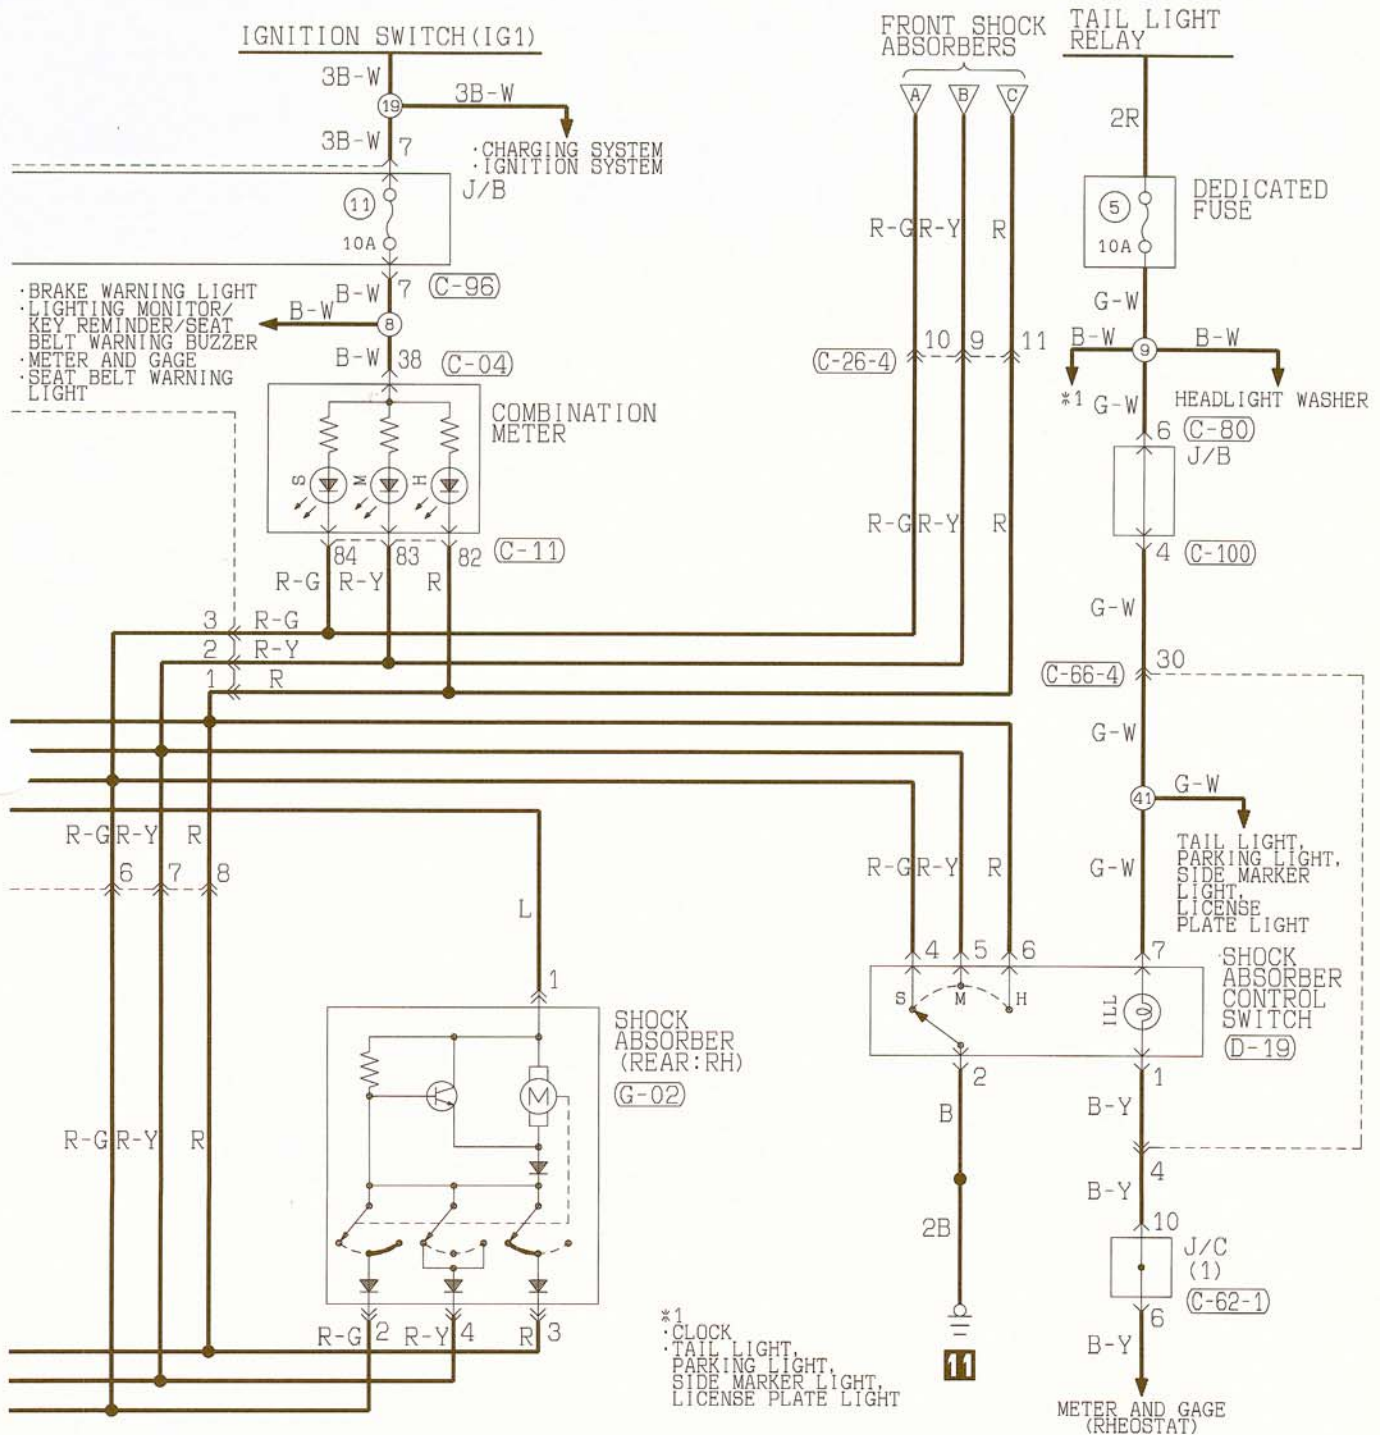 IGNITION SWITCH(IG1)
3B-W
19
3B-W
3B-W
7
·CHARGING SYSTEM
·IGNITION SYSTEM
J/B
11
10A
B-W
7
C-96
·BRAKE WARNING LIGHT
·LIGHTING MONITOR/
KEY REMINDER/SEAT
BELT WARNING BUZZER
·METER AND GAGE
·SEAT BELT WARNING
LIGHT
B-W
8
B-W
38
C-04
COMBINATION
METER
S
M
H
84
83
82
C-11
R-G
R-Y
R
3
R-G
2
R-Y
1
R
FRONT SHOCK
ABSORBERS
A
B
C
R-G
R-Y
R
C-26-4
10
9
11
R-G
R-Y
R
TAIL LIGHT
RELAY
2R
5
10A
DEDICATED
FUSE
G-W
B-W
9
B-W
*1
G-W
HEADLIGHT WASHER
6
C-80
J/B
4
C-100
G-W
C-66-4
30
G-W
41
G-W
TAIL LIGHT,
PARKING LIGHT,
SIDE MARKER
LIGHT,
LICENSE
PLATE LIGHT
G-W
R-G
R-Y
R
6
7
8
L
R-G
R-Y
R
4
5
6
7
S
M
H
ILL
SHOCK
ABSORBER
CONTROL
SWITCH
D-19
1
SHOCK
ABSORBER
(REAR:RH)
G-02
M
R-G
R-Y
R
R-G
2
R-Y
4
R
3
2
B
2B
11
1
B-Y
4
B-Y
10
J/C
(1)
C-62-1
6
B-Y
METER AND GAGE
(RHEOSTAT)
*1
·CLOCK
·TAIL LIGHT,
PARKING LIGHT,
SIDE MARKER LIGHT,
LICENSE PLATE LIGHT